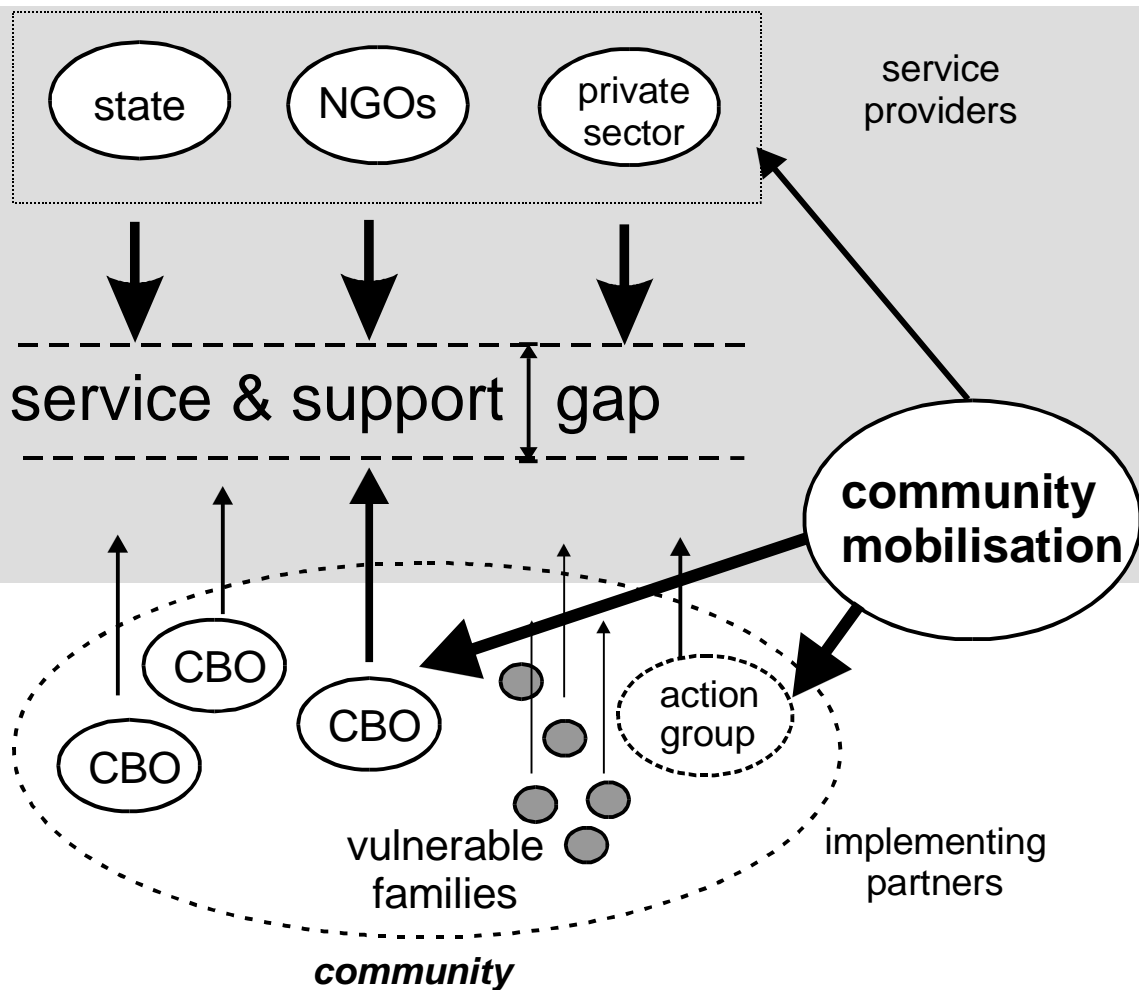 state
NGOs
private
sector
service
providers
service & support gap
community
mobilisation
CBO
CBO
CBO
action
group
vulnerable
families
implementing
partners
community